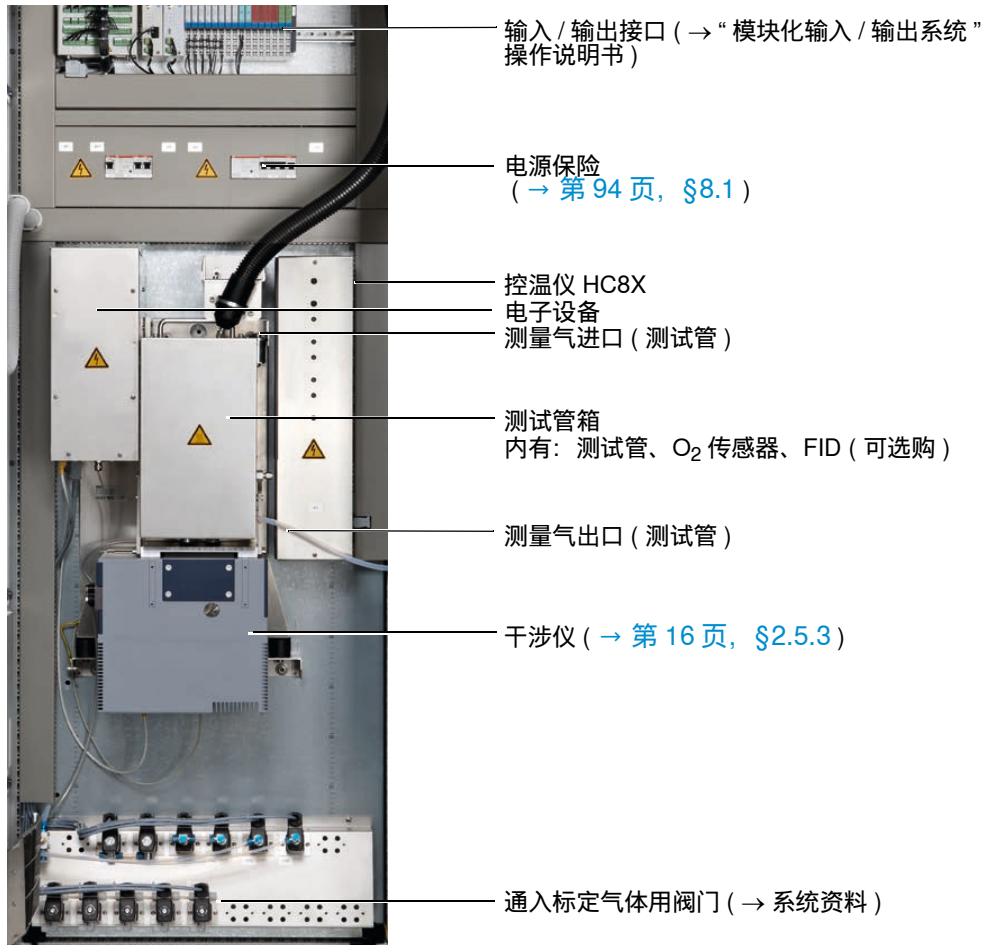 输入 / 输出接口 ( → “ 模块化输入 / 输出系统 ”
操作说明书 )
电源保险
( → 第 94 页, §8.1 )
控温仪 HC8X
电子设备
测量气进口 ( 测试管 )
测试管箱
内有: 测试管、O₂ 传感器、FID ( 可选购 )
测量气出口 ( 测试管 )
干涉仪 ( → 第 16 页, §2.5.3 )
通入标定气体用阀门 ( → 系统资料 )